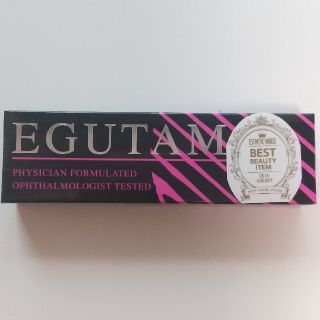 EGUTAM
PHYSICIAN FORMULATED
OPHTHALMOLOGIST TESTED
BEST
BEAUTY
ITEM